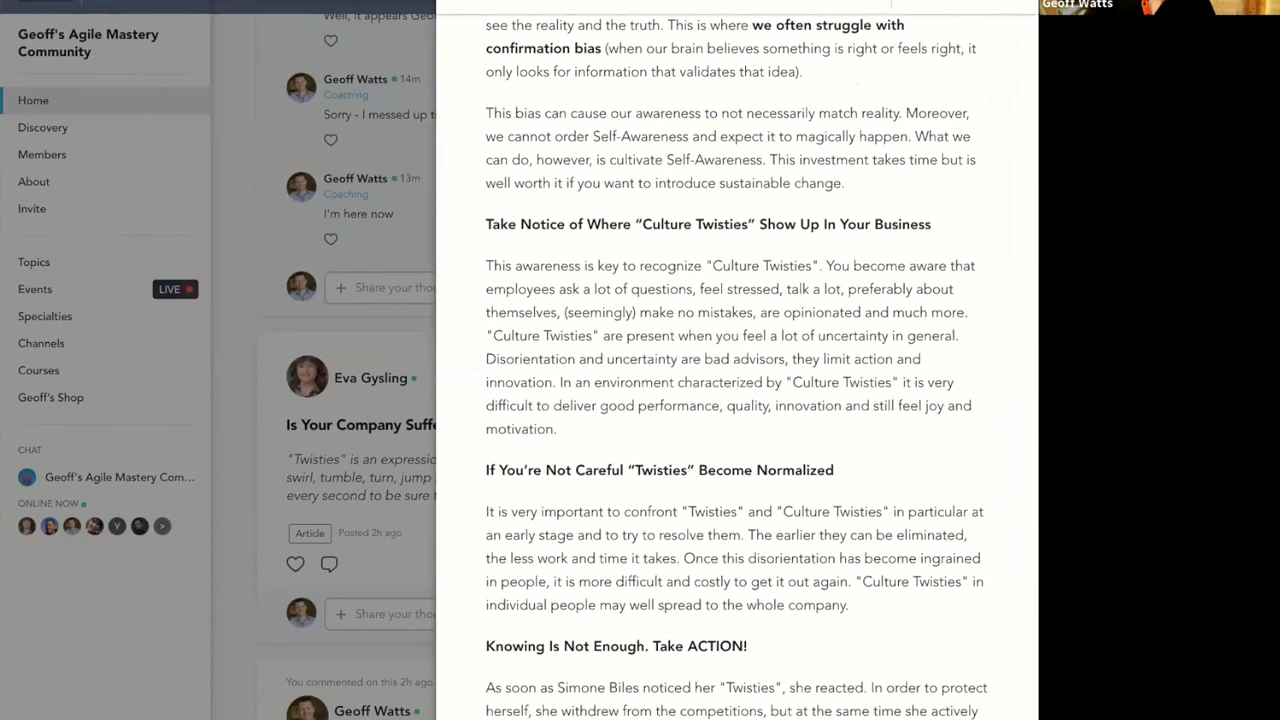 Geoff's Agile Mastery
Community
Home
Discovery
Members
About
Invite
Topics
Events
LIVE
Specialties
Channels
Courses
Geoff's Shop
CHAT
Geoff's Agile Mastery Com...
ONLINE NOW
Y
>
Well, it appears Geo
Geoff Watts 14m
Coaching
Sorry - I messed up t
Geoff Watts 13m
Coaching
I'm here now
+ Share your thou
Eva Gysling
Is Your Company Suffe
"Twisties" is an expressio
swirl, tumble, turn, jump
every second to be sure t
Article Posted 2h ago
+ Share your thou
You commented on this 2h ago
Geoff Watts
see the reality and the truth. This is where we often struggle with
confirmation bias (when our brain believes something is right or feels right, it
only looks for information that validates that idea).
This bias can cause our awareness to not necessarily match reality. Moreover,
we cannot order Self-Awareness and expect it to magically happen. What we
can do, however, is cultivate Self-Awareness. This investment takes time but is
well worth it if you want to introduce sustainable change.
Take Notice of Where “Culture Twisties” Show Up In Your Business
This awareness is key to recognize "Culture Twisties". You become aware that
employees ask a lot of questions, feel stressed, talk a lot, preferably about
themselves, (seemingly) make no mistakes, are opinionated and much more.
"Culture Twisties" are present when you feel a lot of uncertainty in general.
Disorientation and uncertainty are bad advisors, they limit action and
innovation. In an environment characterized by "Culture Twisties" it is very
difficult to deliver good performance, quality, innovation and still feel joy and
motivation.
If You’re Not Careful “Twisties” Become Normalized
It is very important to confront "Twisties" and "Culture Twisties" in particular at
an early stage and to try to resolve them. The earlier they can be eliminated,
the less work and time it takes. Once this disorientation has become ingrained
in people, it is more difficult and costly to get it out again. "Culture Twisties" in
individual people may well spread to the whole company.
Knowing Is Not Enough. Take ACTION!
As soon as Simone Biles noticed her "Twisties", she reacted. In order to protect
herself, she withdrew from the competitions, but at the same time she actively
Geoff Watts